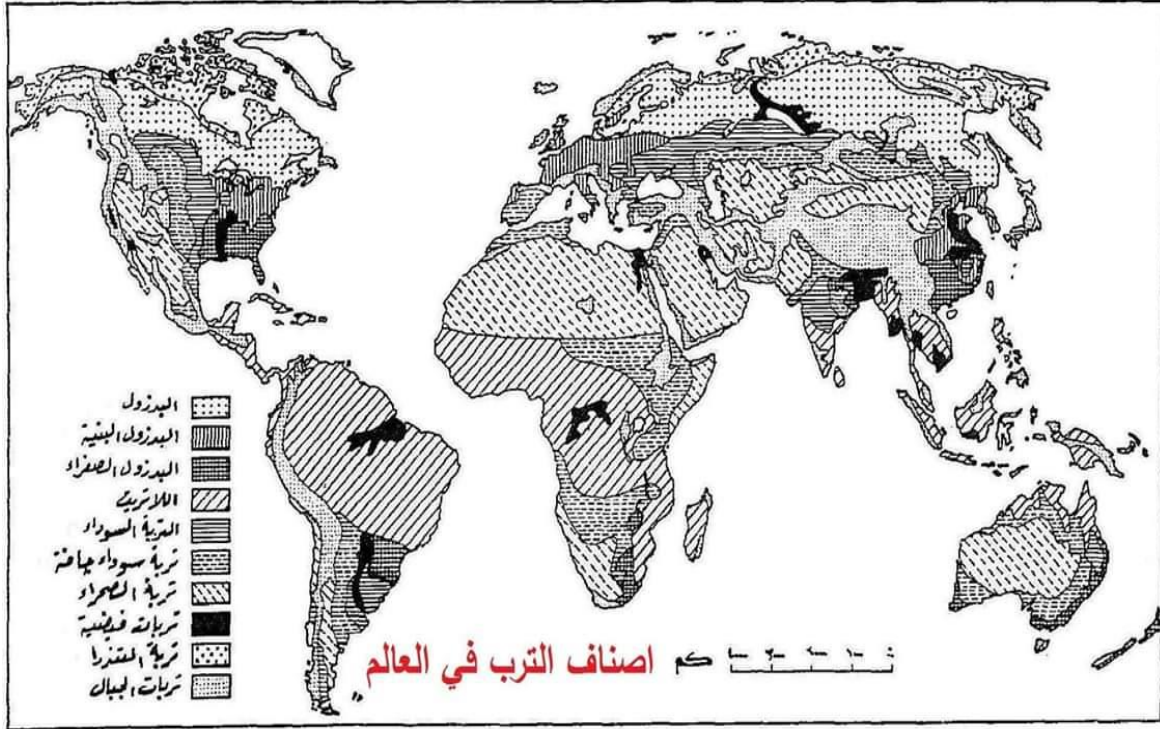 البدزول
البدزول البنية
البدزول الصفراء
اللاتريت
التربة السوداء
تربة سوداء جافة
تربة الصحراء
تربات فيضية
تربة التندرا
تربات الجبال
اصناف الترب في العالم
كم